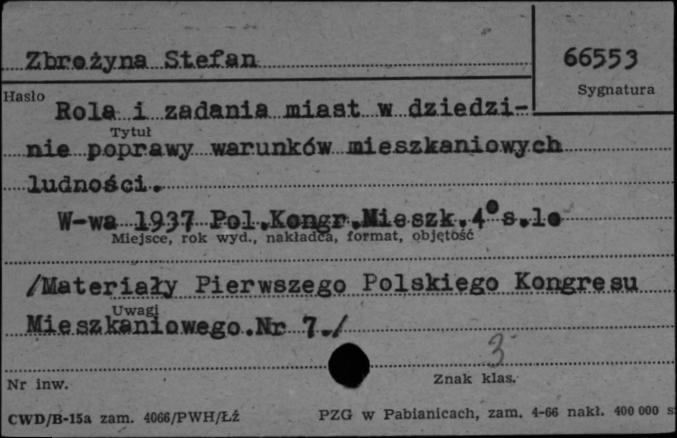 Zbrożyna Stefan
66553
Hasło
Sygnatura
Rola i zadania miast w dziedzi-
Tytuł
nie poprawy warunków mieszkaniowych
ludności.
W-wa 1937 Pol.Kongr.Mieszk.4° s.1o
Miejsce, rok wyd., nakładca, format, objętość
/Materiały Pierwszego Polskiego Kongresu
Uwagi
Mieszkaniowego.Nr 7./
3
Nr inw.
Znak klas.
CWD/B-15a zam. 4066/PWH/Łź
PZG w Pabianicach, zam. 4-66 nakł. 400 000 s